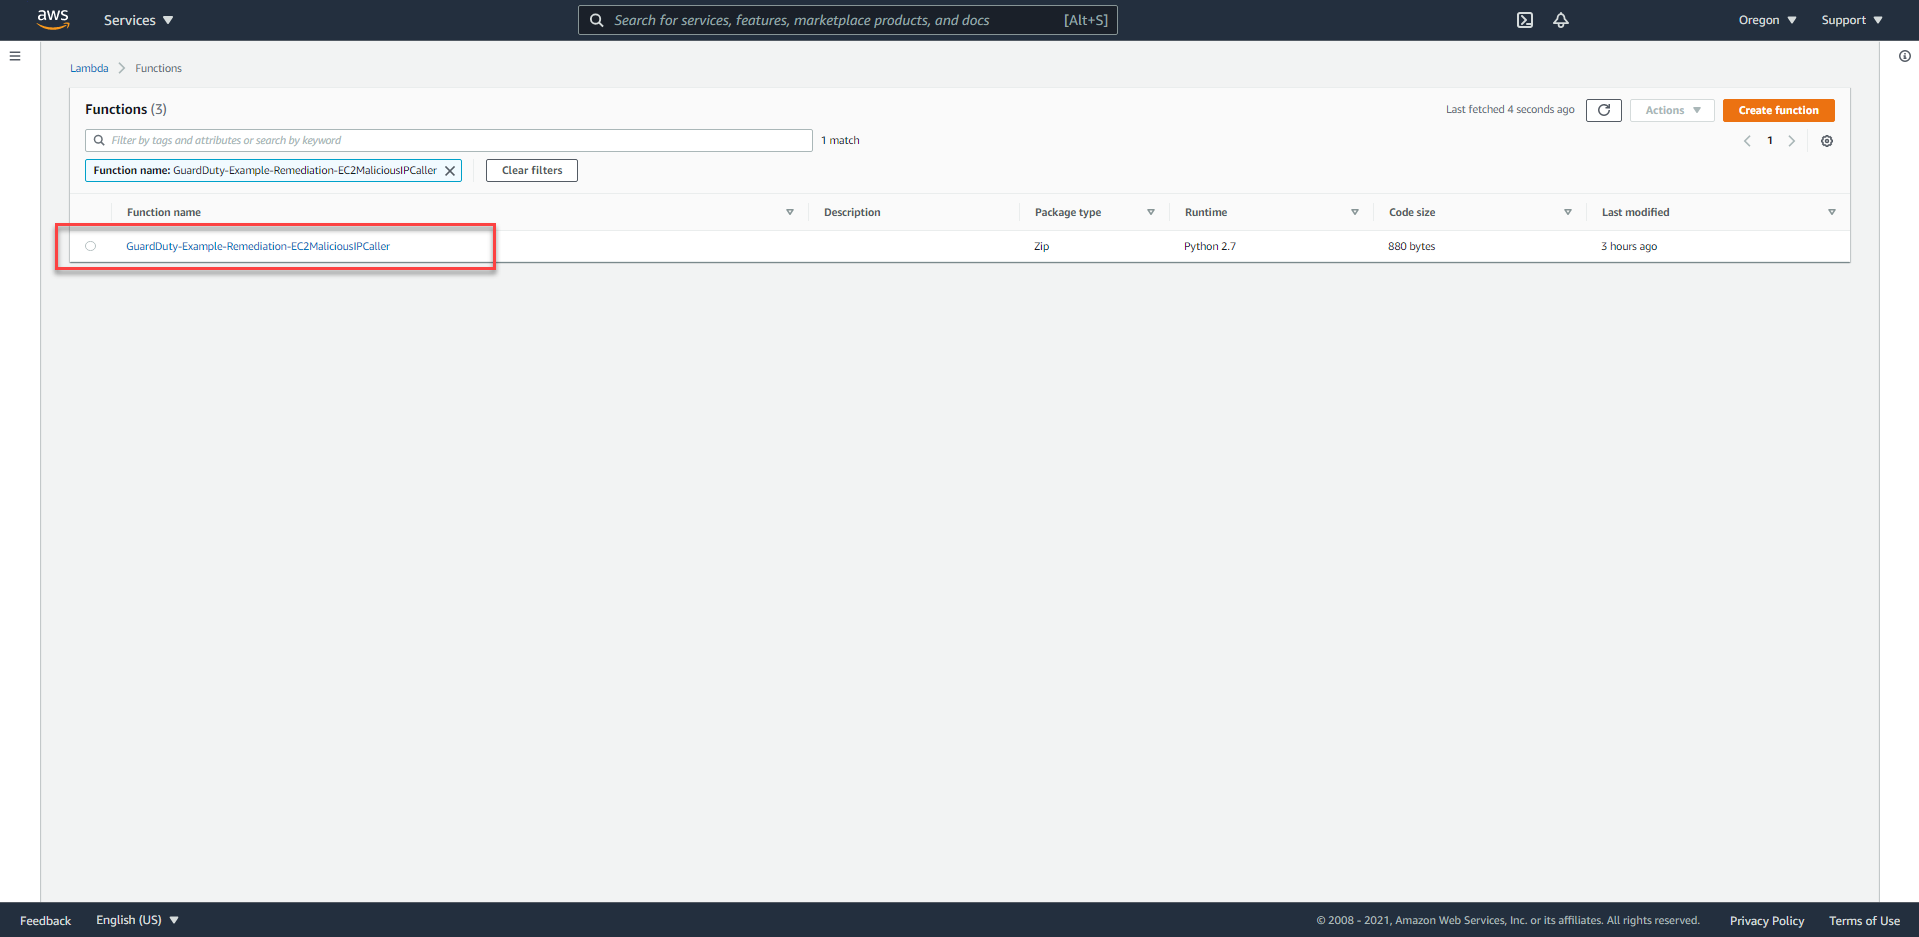 aws Services Search for services, features, marketplace products, and docs [Alt+S] Oregon Support
Lambda Functions
Functions (3) Last fetched 4 seconds ago Actions Create function
Filter by tags and attributes or search by keyword 1 match 1
Function name: GuardDuty-Example-Remediation-EC2MaliciousIPCaller Clear filters
Function name Description Package type Runtime Code size Last modified
GuardDuty-Example-Remediation-EC2MaliciousIPCaller Zip Python 2.7 880 bytes 3 hours ago
Feedback English (US) © 2008 - 2021, Amazon Web Services, Inc. or its affiliates. All rights reserved. Privacy Policy Terms of Use